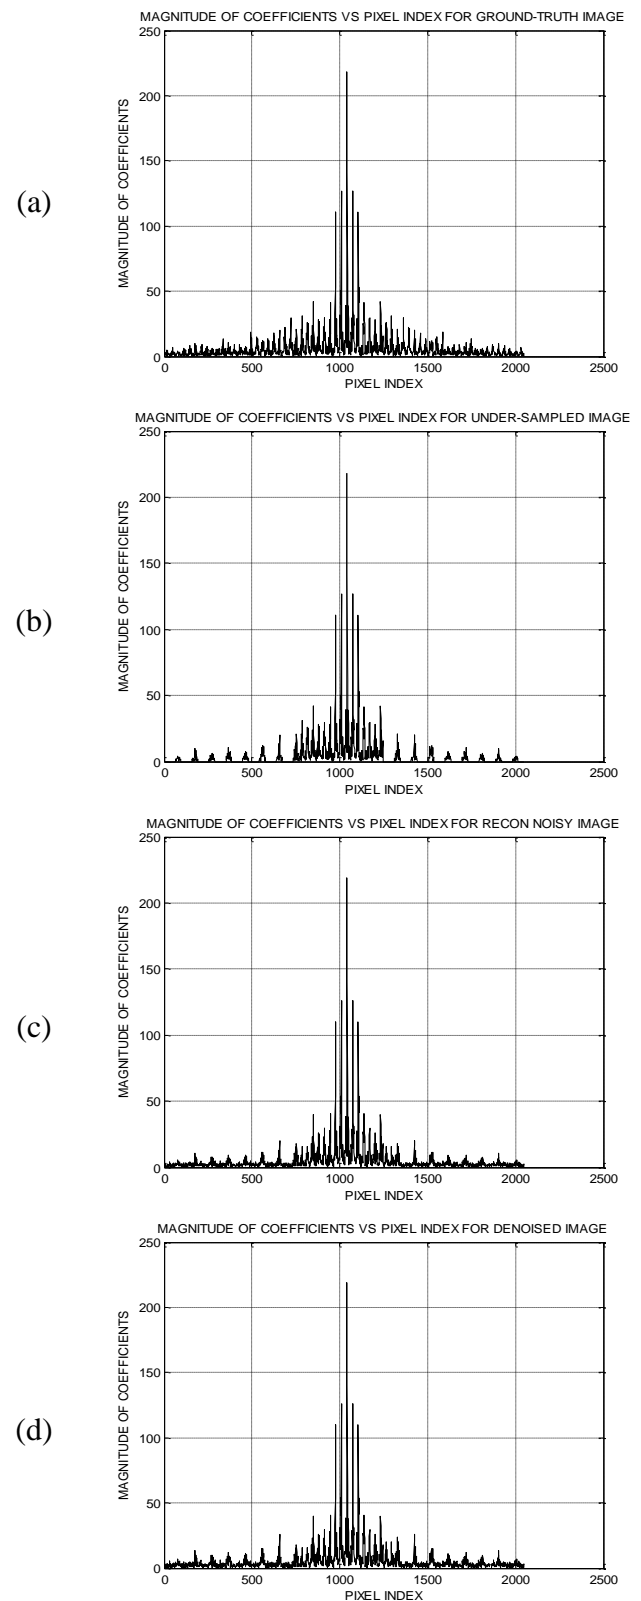 MAGNITUDE OF COEFFICIENTS VS PIXEL INDEX FOR GROUND-TRUTH IMAGE
250
200
150
100
50
0
MAGNITUDE OF COEFFICIENTS
(a)
0 500 1000 1500 2000 2500
PIXEL INDEX
MAGNITUDE OF COEFFICIENTS VS PIXEL INDEX FOR UNDER-SAMPLED IMAGE
250
200
150
100
50
0
MAGNITUDE OF COEFFICIENTS
(b)
0 500 1000 1500 2000 2500
PIXEL INDEX
MAGNITUDE OF COEFFICIENTS VS PIXEL INDEX FOR RECON NOISY IMAGE
250
200
150
100
50
0
MAGNITUDE OF COEFFICIENTS
(c)
0 500 1000 1500 2000 2500
PIXEL INDEX
MAGNITUDE OF COEFFICIENTS VS PIXEL INDEX FOR DENOISED IMAGE
250
200
150
100
50
0
MAGNITUDE OF COEFFICIENTS
(d)
0 500 1000 1500 2000 2500
PIXEL INDEX